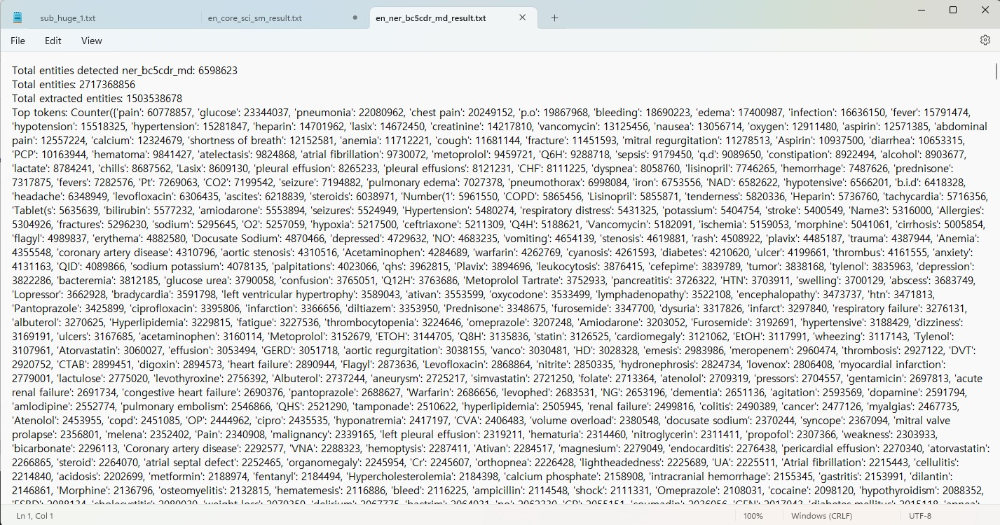 sub_huge_1.txt
en_core_sci_sm_result.txt
en_ner_bc5cdr_md_result.txt
File
Edit
View
Total entities detected ner_bc5cdr_md: 6598623
Total entities: 2717368856
Total extracted entities: 1503538678
Top tokens: Counter({'pain': 60778857, 'glucose': 23344037, 'pneumonia': 22080962, 'chest pain': 20249152, 'p.o': 19867968, 'bleeding': 18690223, 'edema': 17400987, 'infection': 16636150, 'fever': 15791474,
'hypotension': 15518325, 'hypertension': 15281847, 'heparin': 14701962, 'lasix': 14672450, 'creatinine': 14217810, 'vancomycin': 13125456, 'nausea': 13056714, 'oxygen': 12911480, 'aspirin': 12571385, 'abdominal
pain': 12557224, 'calcium': 12324679, 'shortness of breath': 12152581, 'anemia': 11712221, 'cough': 11681144, 'fracture': 11451593, 'mitral regurgitation': 11278513, 'Aspirin': 10937500, 'diarrhea': 10653315,
'PCP': 10163944, 'hematoma': 9841427, 'atelectasis': 9824868, 'atrial fibrillation': 9730072, 'metoprolol': 9459721, 'Q6H': 9288718, 'sepsis': 9179450, 'q.d': 9089650, 'constipation': 8922494, 'alcohol': 8903677,
'lactate': 8784241, 'chills': 8687562, 'Lasix': 8609130, 'pleural effusion': 8265233, 'pleural effusions': 8121231, 'CHF': 8111225, 'dyspnea': 8058760, 'lisinopril': 7746265, 'hemorrhage': 7487626, 'prednisone':
7317875, 'fevers': 7282576, 'Pt': 7269063, 'CO2': 7199542, 'seizure': 7194882, 'pulmonary edema': 7027378, 'pneumothorax': 6998084, 'iron': 6753556, 'NAD': 6582622, 'hypotensive': 6566201, 'b.i.d': 6418328,
'headache': 6348949, 'levofloxacin': 6306435, 'ascites': 6218839, 'steroids': 6038971, 'Number(1': 5961550, 'COPD': 5865456, 'Lisinopril': 5855871, 'tenderness': 5820336, 'Heparin': 5736760, 'tachycardia': 5716356,
'Tablet(s': 5635639, 'bilirubin': 5577232, 'amiodarone': 5553894, 'seizures': 5524949, 'Hypertension': 5480274, 'respiratory distress': 5431325, 'potassium': 5404754, 'stroke': 5400549, 'Name3': 5316000, 'Allergies':
5304926, 'fractures': 5296230, 'sodium': 5295645, 'O2': 5257059, 'hypoxia': 5217500, 'ceftriaxone': 5211309, 'Q4H': 5188621, 'Vancomycin': 5182091, 'ischemia': 5159053, 'morphine': 5041061, 'cirrhosis': 5005854,
'flagyl': 4989837, 'erythema': 4882580, 'Docusate Sodium': 4870466, 'depressed': 4729632, 'NO': 4683235, 'vomiting': 4654139, 'stenosis': 4619881, 'rash': 4508922, 'plavix': 4485187, 'trauma': 4387944, 'Anemia':
4355548, 'coronary artery disease': 4310796, 'aortic stenosis': 4310516, 'Acetaminophen': 4284689, 'warfarin': 4262769, 'cyanosis': 4261593, 'diabetes': 4210620, 'ulcer': 4199661, 'thrombus': 4161555, 'anxiety':
4131163, 'QID': 4089866, 'sodium potassium': 4078135, 'palpitations': 4023066, 'qhs': 3962815, 'Plavix': 3894696, 'leukocytosis': 3876415, 'cefepime': 3839789, 'tumor': 3838168, 'tylenol': 3835963, 'depression':
3822286, 'bacteremia': 3812185, 'glucose urea': 3790058, 'confusion': 3765051, 'Q12H': 3763686, 'Metoprolol Tartrate': 3752933, 'pancreatitis': 3726322, 'HTN': 3703911, 'swelling': 3700129, 'abscess': 3683749,
'Lopressor': 3662928, 'bradycardia': 3591798, 'left ventricular hypertrophy': 3589043, 'ativan': 3553599, 'oxycodone': 3533499, 'lymphadenopathy': 3522108, 'encephalopathy': 3473737, 'htn': 3471813,
'Pantoprazole': 3425899, 'ciprofloxacin': 3395806, 'infarction': 3366656, 'diltiazem': 3353950, 'Prednisone': 3348675, 'furosemide': 3347700, 'dysuria': 3317826, 'infarct': 3297840, 'respiratory failure': 3276131,
'albuterol': 3270625, 'Hyperlipidemia': 3229815, 'fatigue': 3227536, 'thrombocytopenia': 3224646, 'omeprazole': 3207248, 'Amiodarone': 3203052, 'Furosemide': 3192691, 'hypertensive': 3188429, 'dizziness':
3169191, 'ulcers': 3167685, 'acetaminophen': 3160114, 'Metoprolol': 3152679, 'ETOH': 3144705, 'Q8H': 3135836, 'statin': 3126525, 'cardiomegaly': 3121062, 'EtOH': 3117991, 'wheezing': 3117143, 'Tylenol':
3107961, 'Atorvastatin': 3060027, 'effusion': 3053494, 'GERD': 3051718, 'aortic regurgitation': 3038155, 'vanco': 3030481, 'HD': 3028328, 'emesis': 2983986, 'meropenem': 2960474, 'thrombosis': 2927122, 'DVT':
2920752, 'CTAB': 2899451, 'digoxin': 2894573, 'heart failure': 2890944, 'Flagyl': 2873636, 'Levofloxacin': 2868864, 'nitrite': 2850335, 'hydronephrosis': 2824734, 'lovenox': 2806408, 'myocardial infarction':
2779001, 'lactulose': 2775020, 'levothyroxine': 2756392, 'Albuterol': 2737244, 'aneurysm': 2725217, 'simvastatin': 2721250, 'folate': 2713364, 'atenolol': 2709319, 'pressors': 2704557, 'gentamicin': 2697813, 'acute
renal failure': 2691734, 'congestive heart failure': 2690376, 'pantoprazole': 2688627, 'Warfarin': 2686656, 'levophed': 2683531, 'NG': 2653196, 'dementia': 2651136, 'agitation': 2593569, 'dopamine': 2591794,
'amlodipine': 2552774, 'pulmonary embolism': 2546866, 'QHS': 2521290, 'tamponade': 2510622, 'hyperlipidemia': 2505945, 'renal failure': 2499816, 'colitis': 2490389, 'cancer': 2477126, 'myalgias': 2467735,
'Atenolol': 2453955, 'copd': 2451085, 'OP': 2444962, 'cipro': 2435535, 'hyponatremia': 2417197, 'CVA': 2406483, 'volume overload': 2380548, 'docusate sodium': 2370244, 'syncope': 2367094, 'mitral valve
prolapse': 2356801, 'melena': 2352402, 'Pain': 2340908, 'malignancy': 2339165, 'left pleural effusion': 2319211, 'hematuria': 2314460, 'nitroglycerin': 2311411, 'propofol': 2307366, 'weakness': 2303933,
'bicarbonate': 2296113, 'Coronary artery disease': 2292577, 'VNA': 2288323, 'hemoptysis': 2287411, 'Ativan': 2284517, 'magnesium': 2279049, 'endocarditis': 2276438, 'pericardial effusion': 2270340, 'atorvastatin':
2266865, 'steroid': 2264070, 'atrial septal defect': 2252465, 'organomegaly': 2245954, 'Cr': 2245607, 'orthopnea': 2226428, 'lightheadedness': 2225689, 'UA': 2225511, 'Atrial fibrillation': 2215443, 'cellulitis':
2214840, 'acidosis': 2202699, 'metformin': 2188974, 'fentanyl': 2184494, 'Hypercholesterolemia': 2184398, 'calcium phosphate': 2158908, 'intracranial hemorrhage': 2155345, 'gastritis': 2153991, 'dilantin':
2146861, 'Morphine': 2136796, 'osteomyelitis': 2132815, 'hematemesis': 2116886, 'bleed': 2116225, 'ampicillin': 2114548, 'shock': 2111331, 'Omeprazole': 2108031, 'cocaine': 2098120, 'hypothyroidism': 2088352,
Ln 1, Col 1
100%
Windows (CRLF)
UTF-8